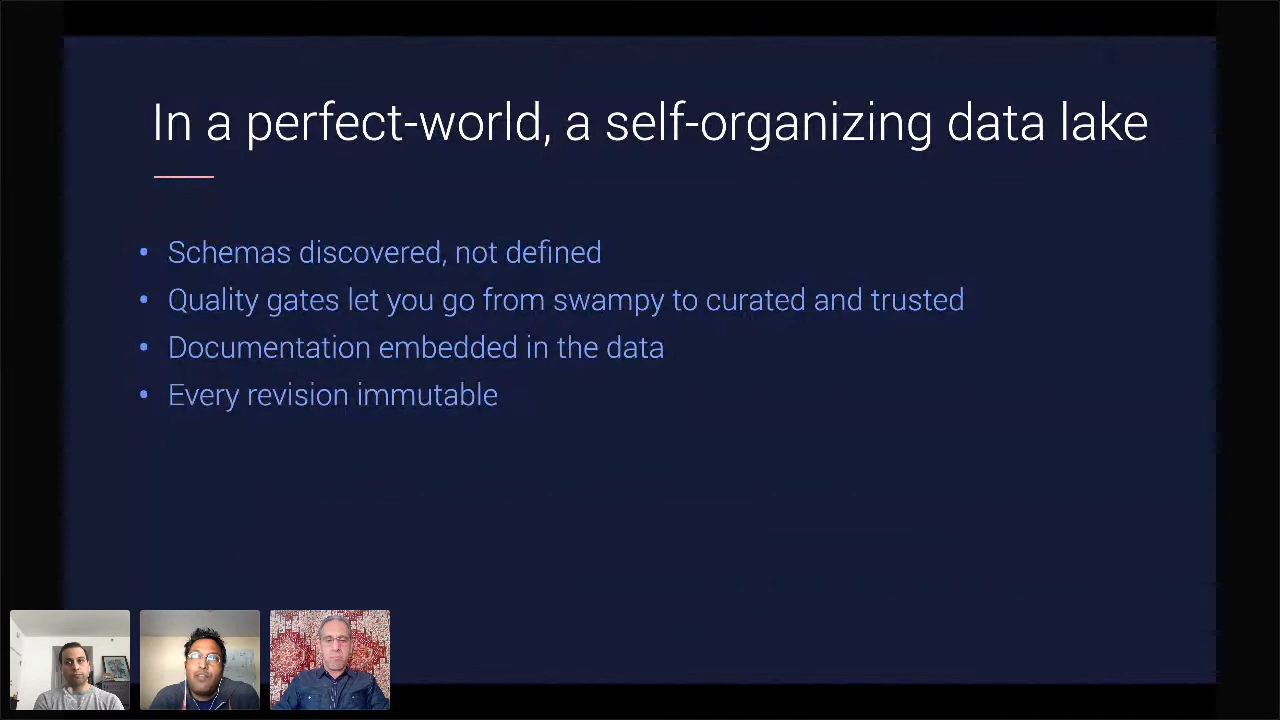 In a perfect-world, a self-organizing data lake
• Schemas discovered, not defined
• Quality gates let you go from swampy to curated and trusted
• Documentation embedded in the data
• Every revision immutable